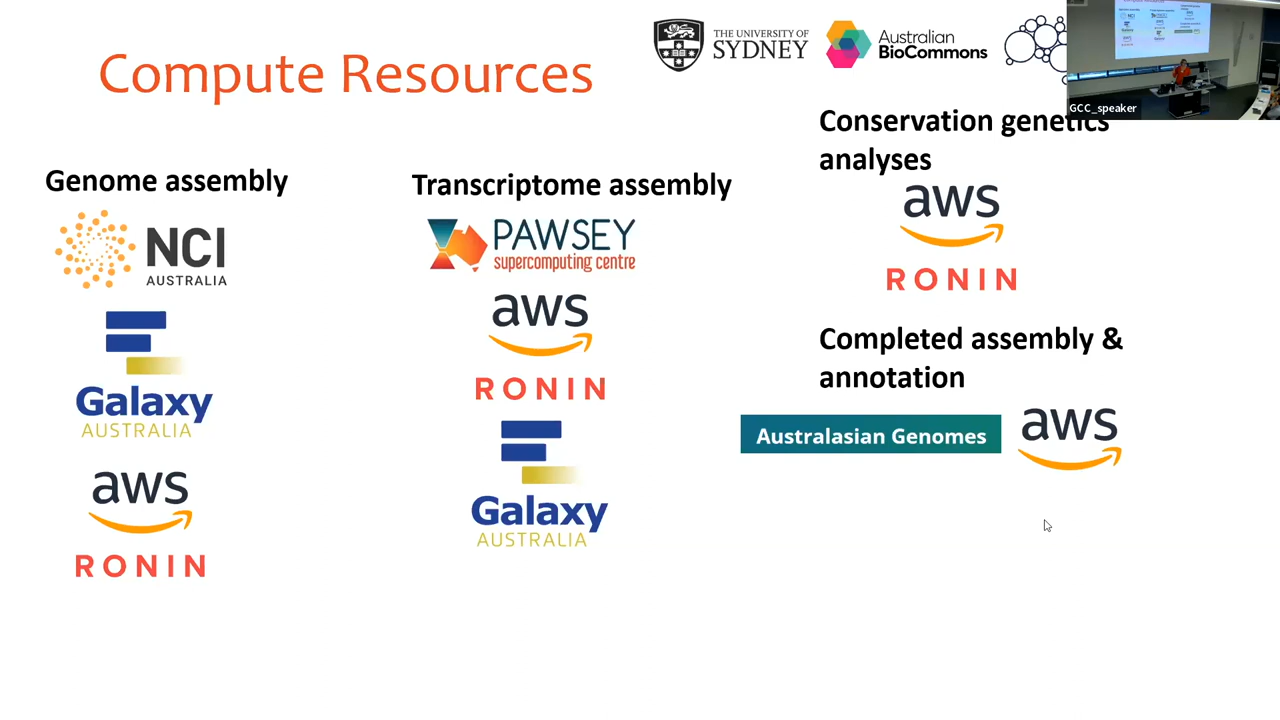 Compute Resources
THE UNIVERSITY OF
SYDNEY
Australian
BioCommons
GCC_speaker
Genome assembly
NCI
AUSTRALIA
Galaxy
AUSTRALIA
aws
RONIN
Transcriptome assembly
PAWSEY
supercomputing centre
aws
RONIN
Galaxy
AUSTRALIA
Conservation genetics
analyses
aws
RONIN
Completed assembly &
annotation
Australasian Genomes
aws